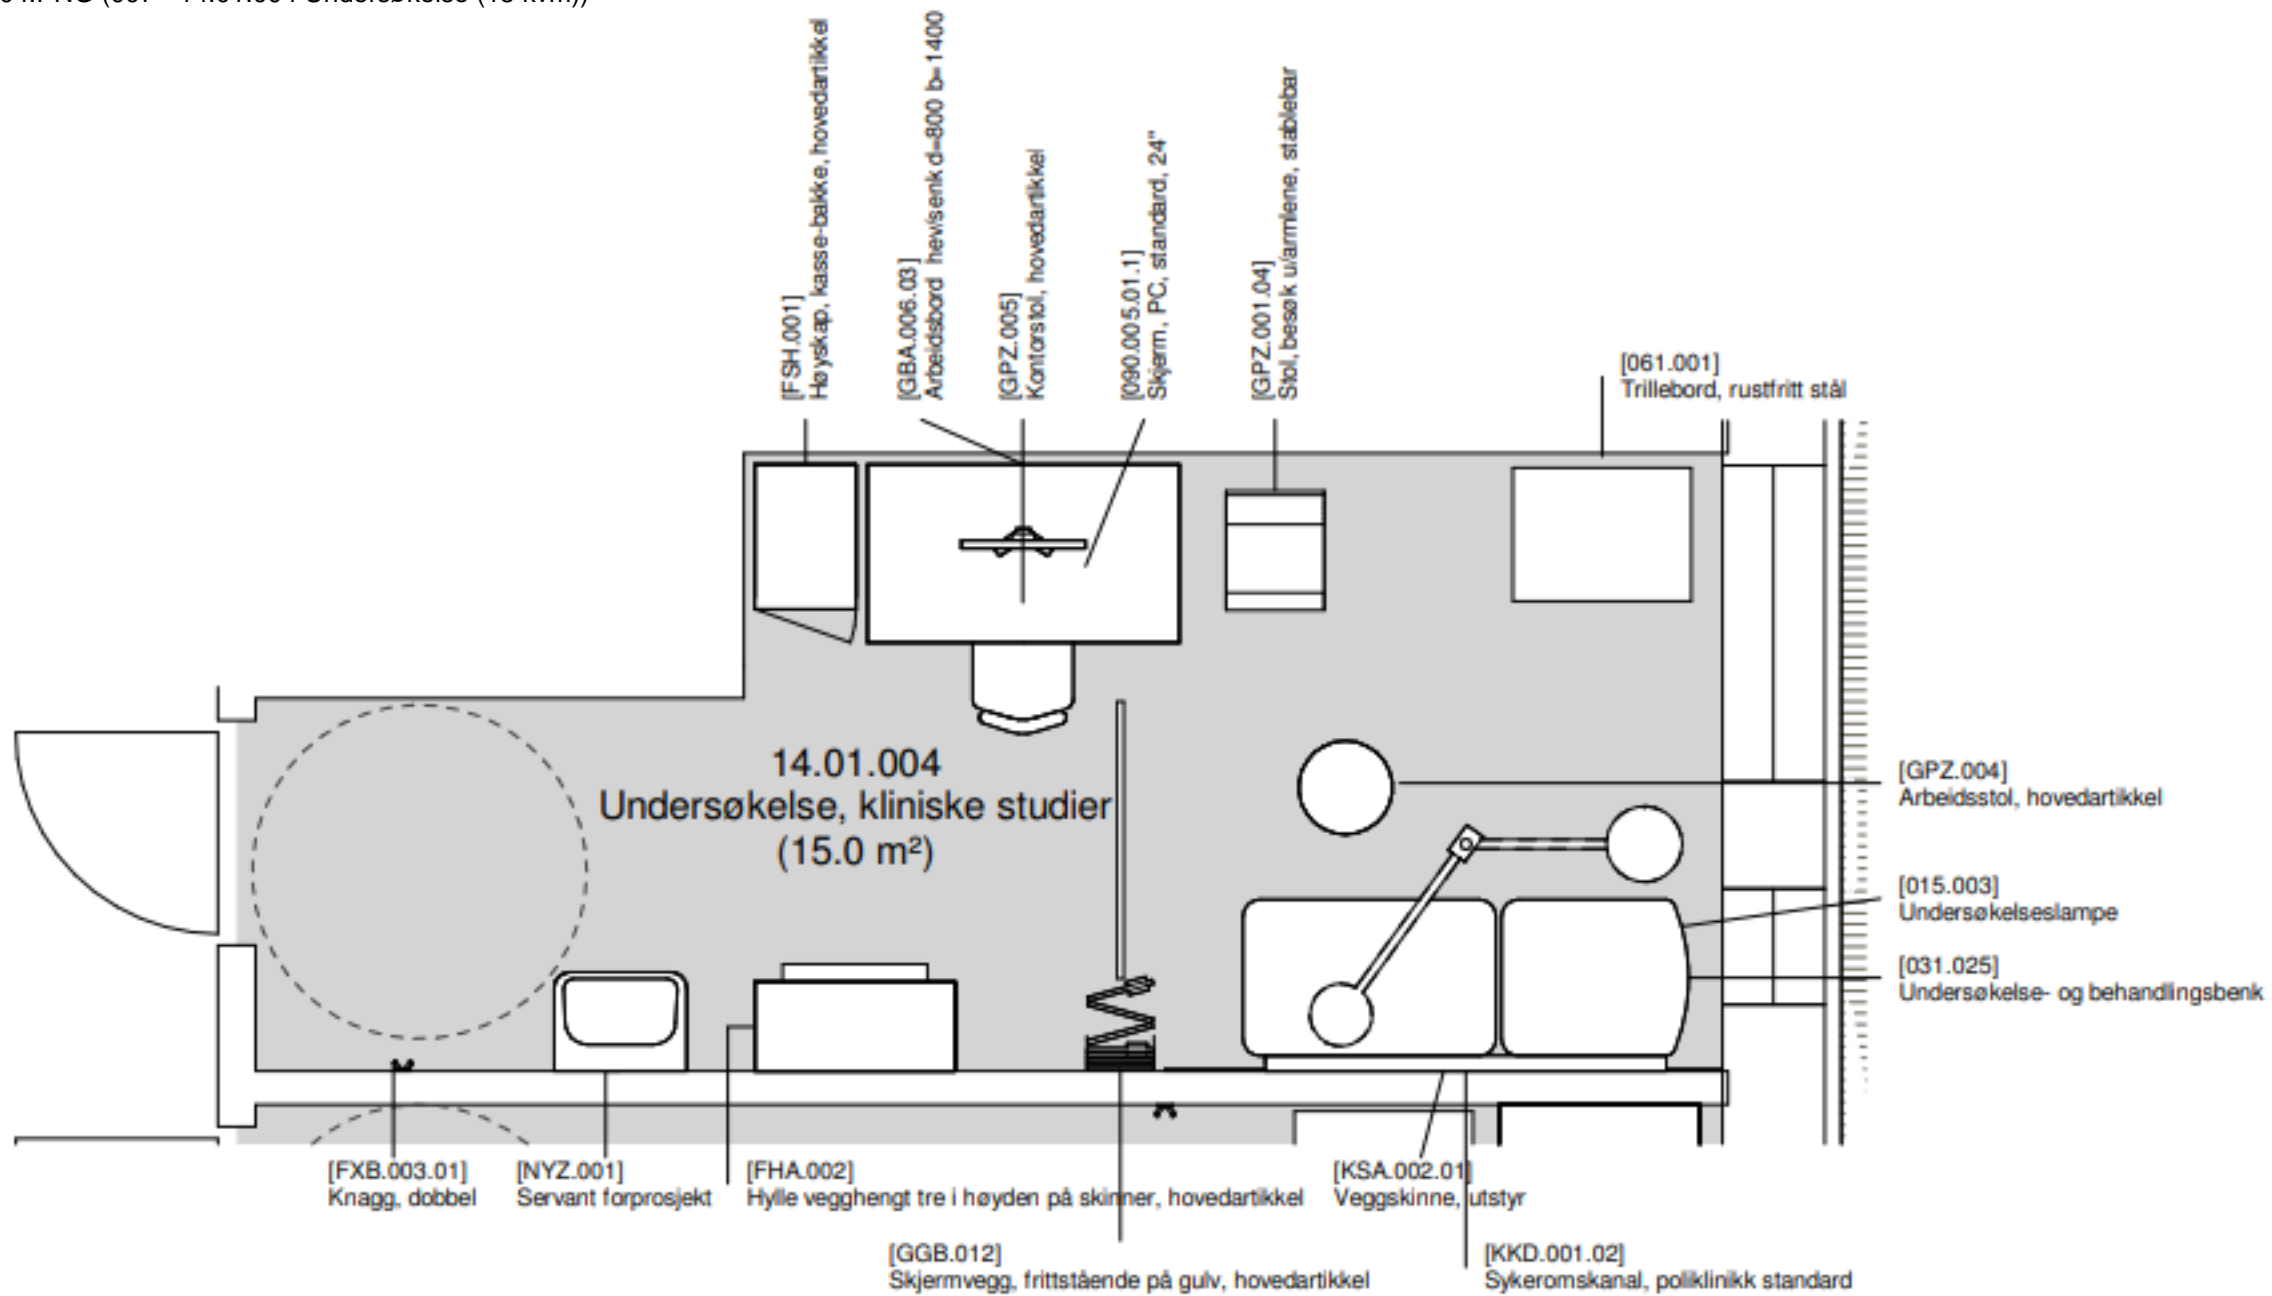 [FSH.001]
Høyskap, kasse-bakke, hovedartikkel
[GBA.006.03]
Arbeidsbord hev/senk d=800 b=1400
[GPZ.005]
Kontorstol, hovedartikkel
[090.005.01.1]
Skjerm, PC, standard, 24"
[GPZ.001.04]
Stol, besøk u/armlene, stablebar
[061.001]
Trillebord, rustfritt stål
14.01.004
Undersøkelse, kliniske studier
(15.0 m²)
[GPZ.004]
Arbeidsstol, hovedartikkel
[015.003]
Undersøkelseslampe
[031.025]
Undersøkelse- og behandlingsbenk
[FXB.003.01]
Knagg, dobbel
[NYZ.001]
Servant forprosjekt
[FHA.002]
Hylle vegghengt tre i høyden på skinner, hovedartikkel
[KSA.002.01]
Veggskinne, utstyr
[GGB.012]
Skjermvegg, frittstående på gulv, hovedartikkel
[KKD.001.02]
Sykeromskanal, poliklinikk standard